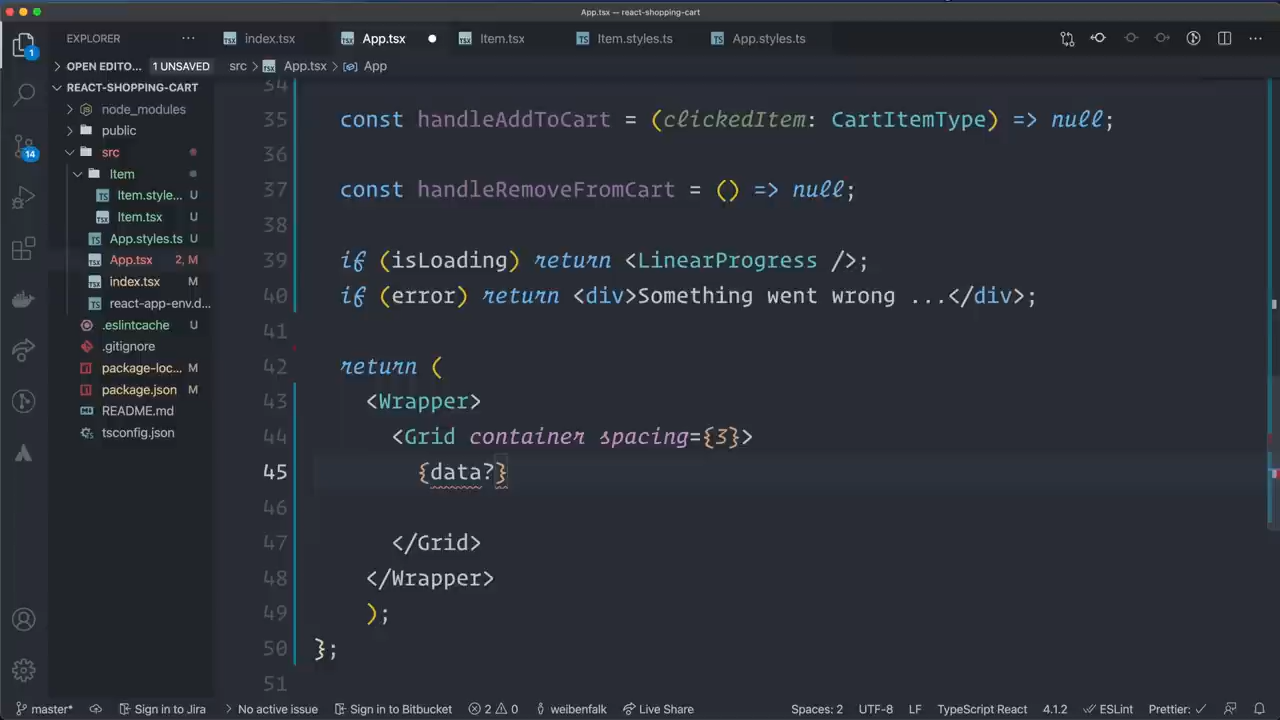 App.tsx — react-shopping-cart
EXPLORER
index.tsx
App.tsx
Item.tsx
Item.styles.ts
App.styles.ts
OPEN EDITO... 1 UNSAVED
src > App.tsx > App
REACT-SHOPPING-CART
node_modules
public
src
Item
Item.style... U
Item.tsx U
App.styles.ts U
App.tsx 2, M
index.tsx M
react-app-env.d...
.eslintcache U
.gitignore
package-loc... M
package.json M
README.md
tsconfig.json
1
14
34
35 const handleAddToCart = (clickedItem: CartItemType) => null;
36
37 const handleRemoveFromCart = () => null;
38
39 if (isLoading) return <LinearProgress />;
40 if (error) return <div>Something went wrong ...</div>;
41
42 return (
43 <Wrapper>
44 <Grid container spacing={3}>
45 {data?}
46
47 </Grid>
48 </Wrapper>
49 );
50 };
51
master* Sign in to Jira No active issue Sign in to Bitbucket 2 0 weibenfalk Live Share Spaces: 2 UTF-8 LF TypeScript React 4.1.2 ESLint Prettier: ✓